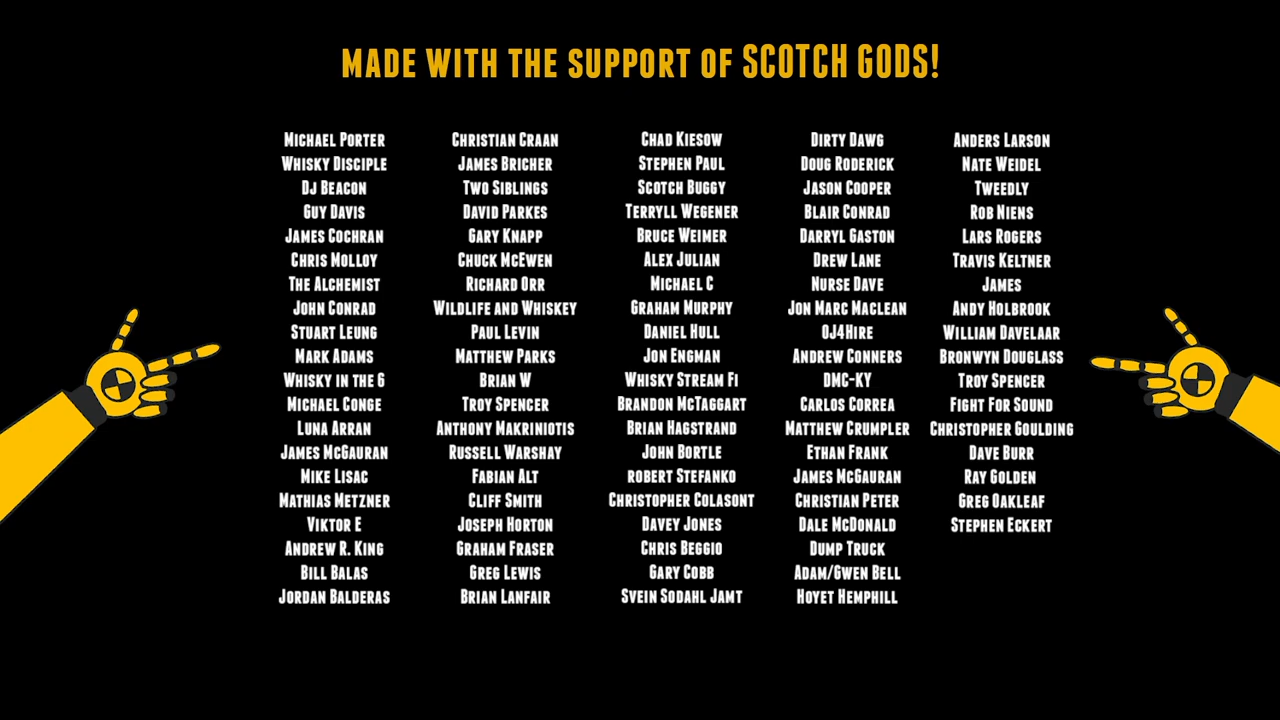 MADE WITH THE SUPPORT OF SCOTCH GODS!
MICHAEL PORTER
WHISKY DISCIPLE
DJ BEACON
GUY DAVIS
JAMES COCHRAN
CHRIS MOLLOY
THE ALCHEMIST
JOHN CONRAD
STUART LEUNG
MARK ADAMS
WHISKY IN THE 6
MICHAEL CONGE
LUNA ARRAN
JAMES MCGAURAN
MIKE LISAC
MATHIAS METZNER
VIKTOR E
ANDREW R. KING
BILL BALAS
JORDAN BALDERAS
CHRISTIAN CRAAN
JAMES BRICHER
TWO SIBLINGS
DAVID PARKES
GARY KNAPP
CHUCK MCEWEN
RICHARD ORR
WILDLIFE AND WHISKEY
PAUL LEVIN
MATTHEW PARKS
BRIAN W
TROY SPENCER
ANTHONY MAKRINIOTIS
RUSSELL WARSHAY
FABIAN ALT
CLIFF SMITH
JOSEPH HORTON
GRAHAM FRASER
GREG LEWIS
BRIAN LANFAIR
CHAD KIESOW
STEPHEN PAUL
SCOTCH BUGGY
TERRYLL WEGENER
BRUCE WEIMER
ALEX JULIAN
MICHAEL C
GRAHAM MURPHY
DANIEL HULL
JON ENGMAN
WHISKY STREAM FI
BRANDON MCTAGGART
BRIAN HAGSTRAND
JOHN BORTLE
ROBERT STEFANKO
CHRISTOPHER COLASONT
DAVEY JONES
CHRIS BEGGIO
GARY COBB
SVEIN SODAHL JAMT
DIRTY DAWG
DOUG RODERICK
JASON COOPER
BLAIR CONRAD
DARRYL GASTON
DREW LANE
NURSE DAVE
JON MARC MACLEAN
OJ4HIRE
ANDREW CONNERS
DMC-KY
CARLOS CORREA
MATTHEW CRUMPLER
ETHAN FRANK
JAMES MCGAURAN
CHRISTIAN PETER
DALE MCDONALD
DUMP TRUCK
ADAM/GWEN BELL
HOYET HEMPHILL
ANDERS LARSON
NATE WEIDEL
TWEEDLY
ROB NIENS
LARS ROGERS
TRAVIS KELTNER
JAMES
ANDY HOLBROOK
WILLIAM DAVELAAR
BRONWYN DOUGLASS
TROY SPENCER
FIGHT FOR SOUND
CHRISTOPHER GOULDING
DAVE BURR
RAY GOLDEN
GREG OAKLEAF
STEPHEN ECKERT